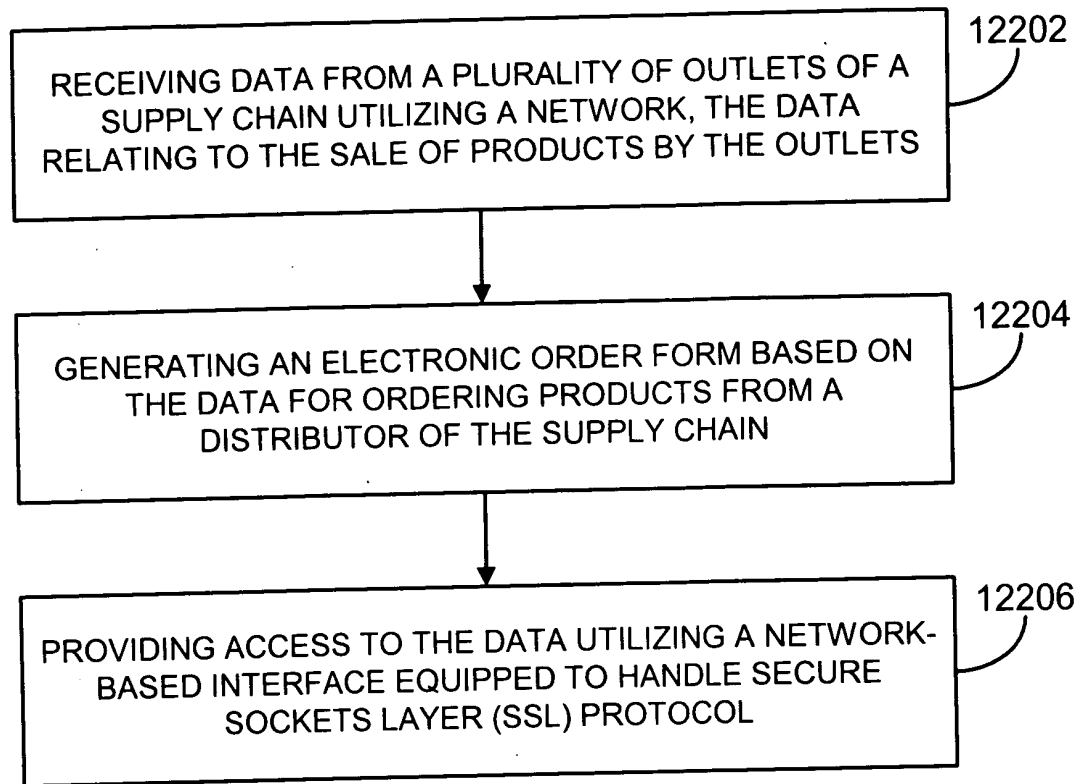 12202
RECEIVING DATA FROM A PLURALITY OF OUTLETS OF A
SUPPLY CHAIN UTILIZING A NETWORK, THE DATA
RELATING TO THE SALE OF PRODUCTS BY THE OUTLETS
12204
GENERATING AN ELECTRONIC ORDER FORM BASED ON
THE DATA FOR ORDERING PRODUCTS FROM A
DISTRIBUTOR OF THE SUPPLY CHAIN
12206
PROVIDING ACCESS TO THE DATA UTILIZING A NETWORK-
BASED INTERFACE EQUIPPED TO HANDLE SECURE
SOCKETS LAYER (SSL) PROTOCOL